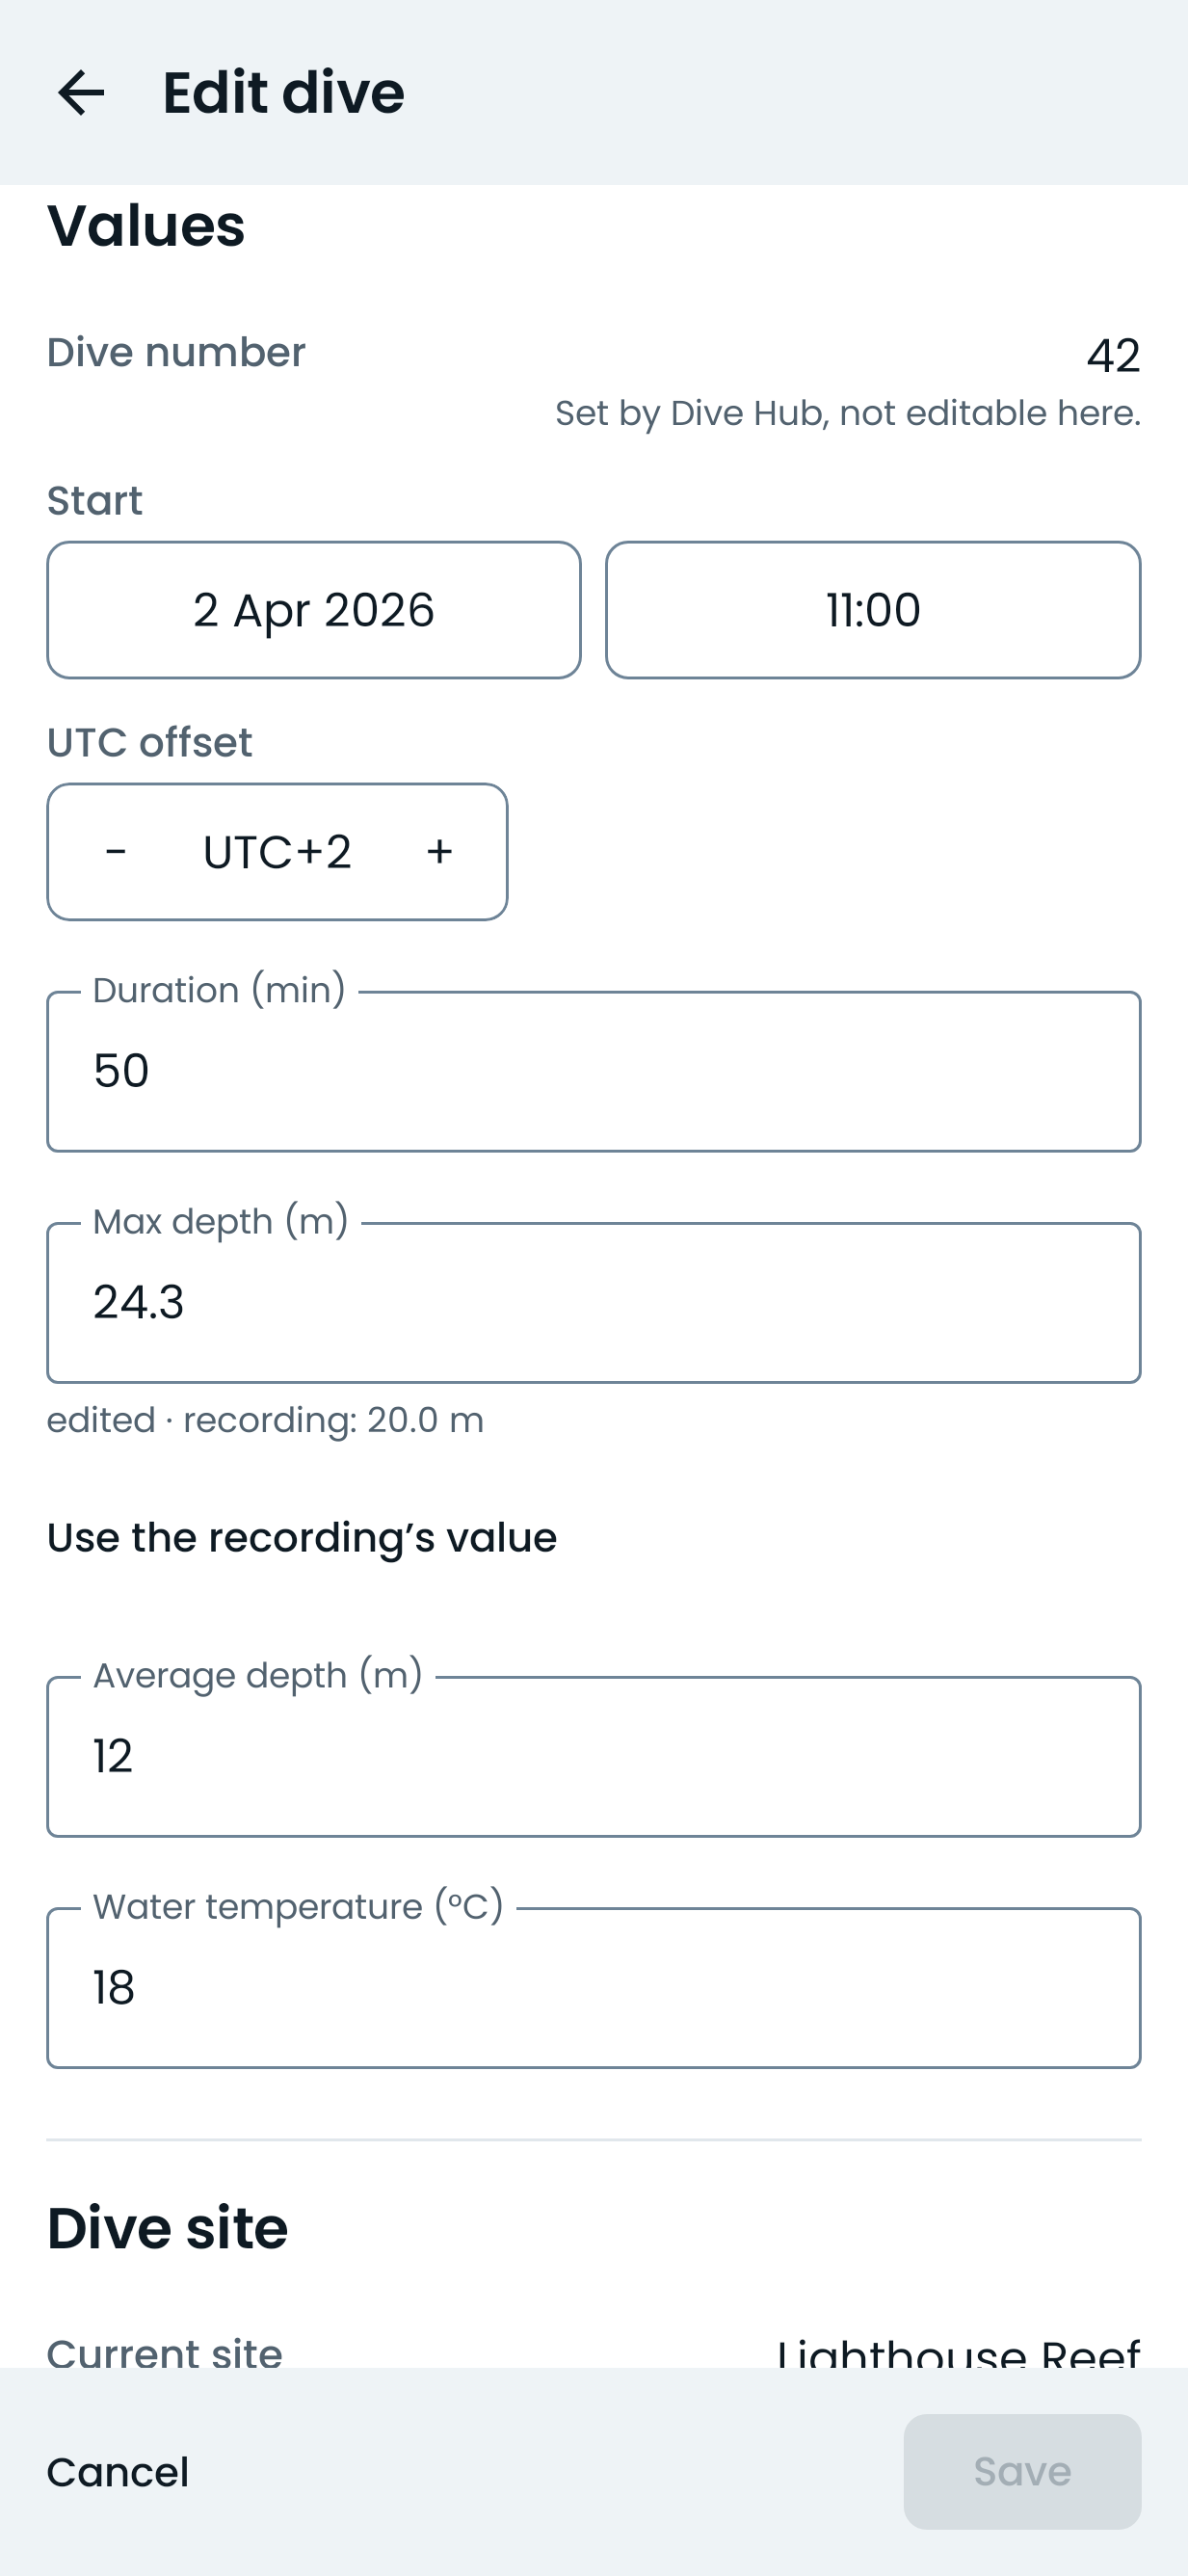 Edit dive
Values
Dive number
42
Set by Dive Hub, not editable here.
Start
2 Apr 2026
11:00
UTC offset
- UTC+2 +
Duration (min)
50
Max depth (m)
24.3
edited · recording: 20.0 m
Use the recording’s value
Average depth (m)
12
Water temperature (°C)
18
Dive site
Current site
Lighthouse Reef
Cancel
Save